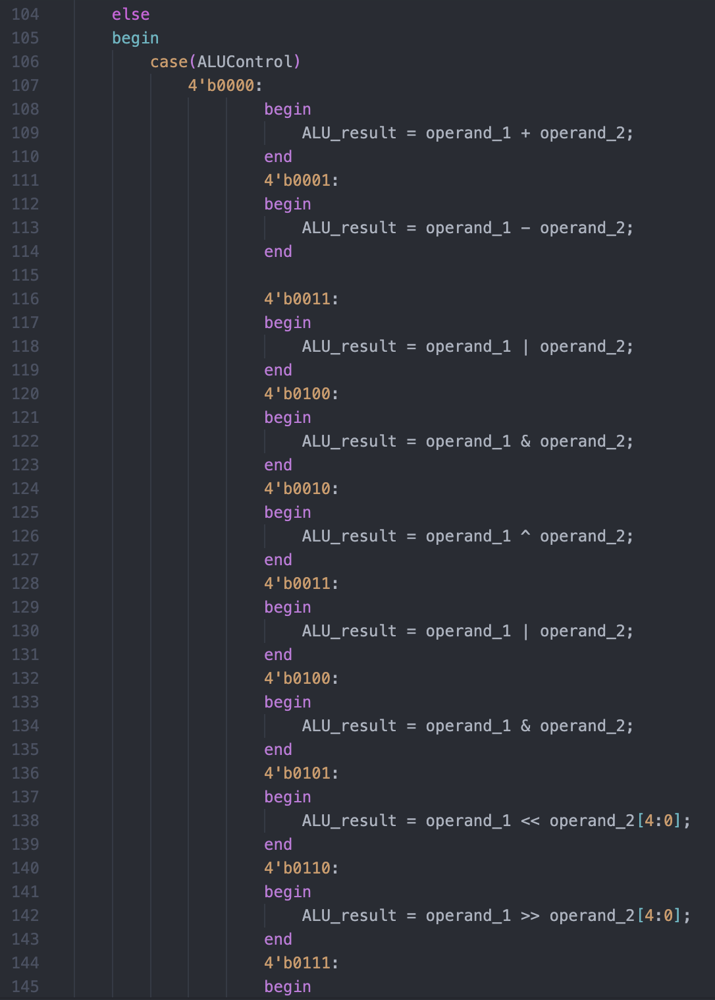 104 else
105 begin
106 case(ALUControl)
107 4'b0000:
108 begin
109 ALU_result = operand_1 + operand_2;
110 end
111 4'b0001:
112 begin
113 ALU_result = operand_1 - operand_2;
114 end
115
116 4'b0011:
117 begin
118 ALU_result = operand_1 | operand_2;
119 end
120 4'b0100:
121 begin
122 ALU_result = operand_1 & operand_2;
123 end
124 4'b0010:
125 begin
126 ALU_result = operand_1 ^ operand_2;
127 end
128 4'b0011:
129 begin
130 ALU_result = operand_1 | operand_2;
131 end
132 4'b0100:
133 begin
134 ALU_result = operand_1 & operand_2;
135 end
136 4'b0101:
137 begin
138 ALU_result = operand_1 << operand_2[4:0];
139 end
140 4'b0110:
141 begin
142 ALU_result = operand_1 >> operand_2[4:0];
143 end
144 4'b0111:
145 begin